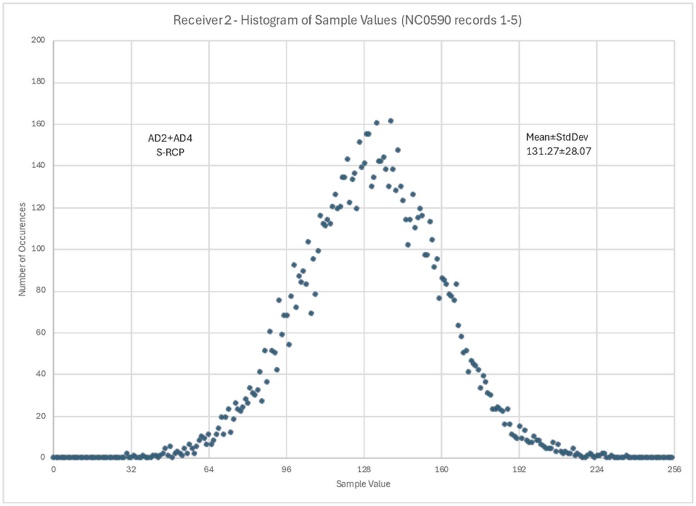 Receiver 2 - Histogram of Sample Values (NC0590 records 1-5)
200
180
160
140
120
100
80
60
40
20
0
Number of Occurences
AD2+AD4
S-RCP
Mean±StdDev
131.27±28.07
0 32 64 96 128 160 192 224 256
Sample Value